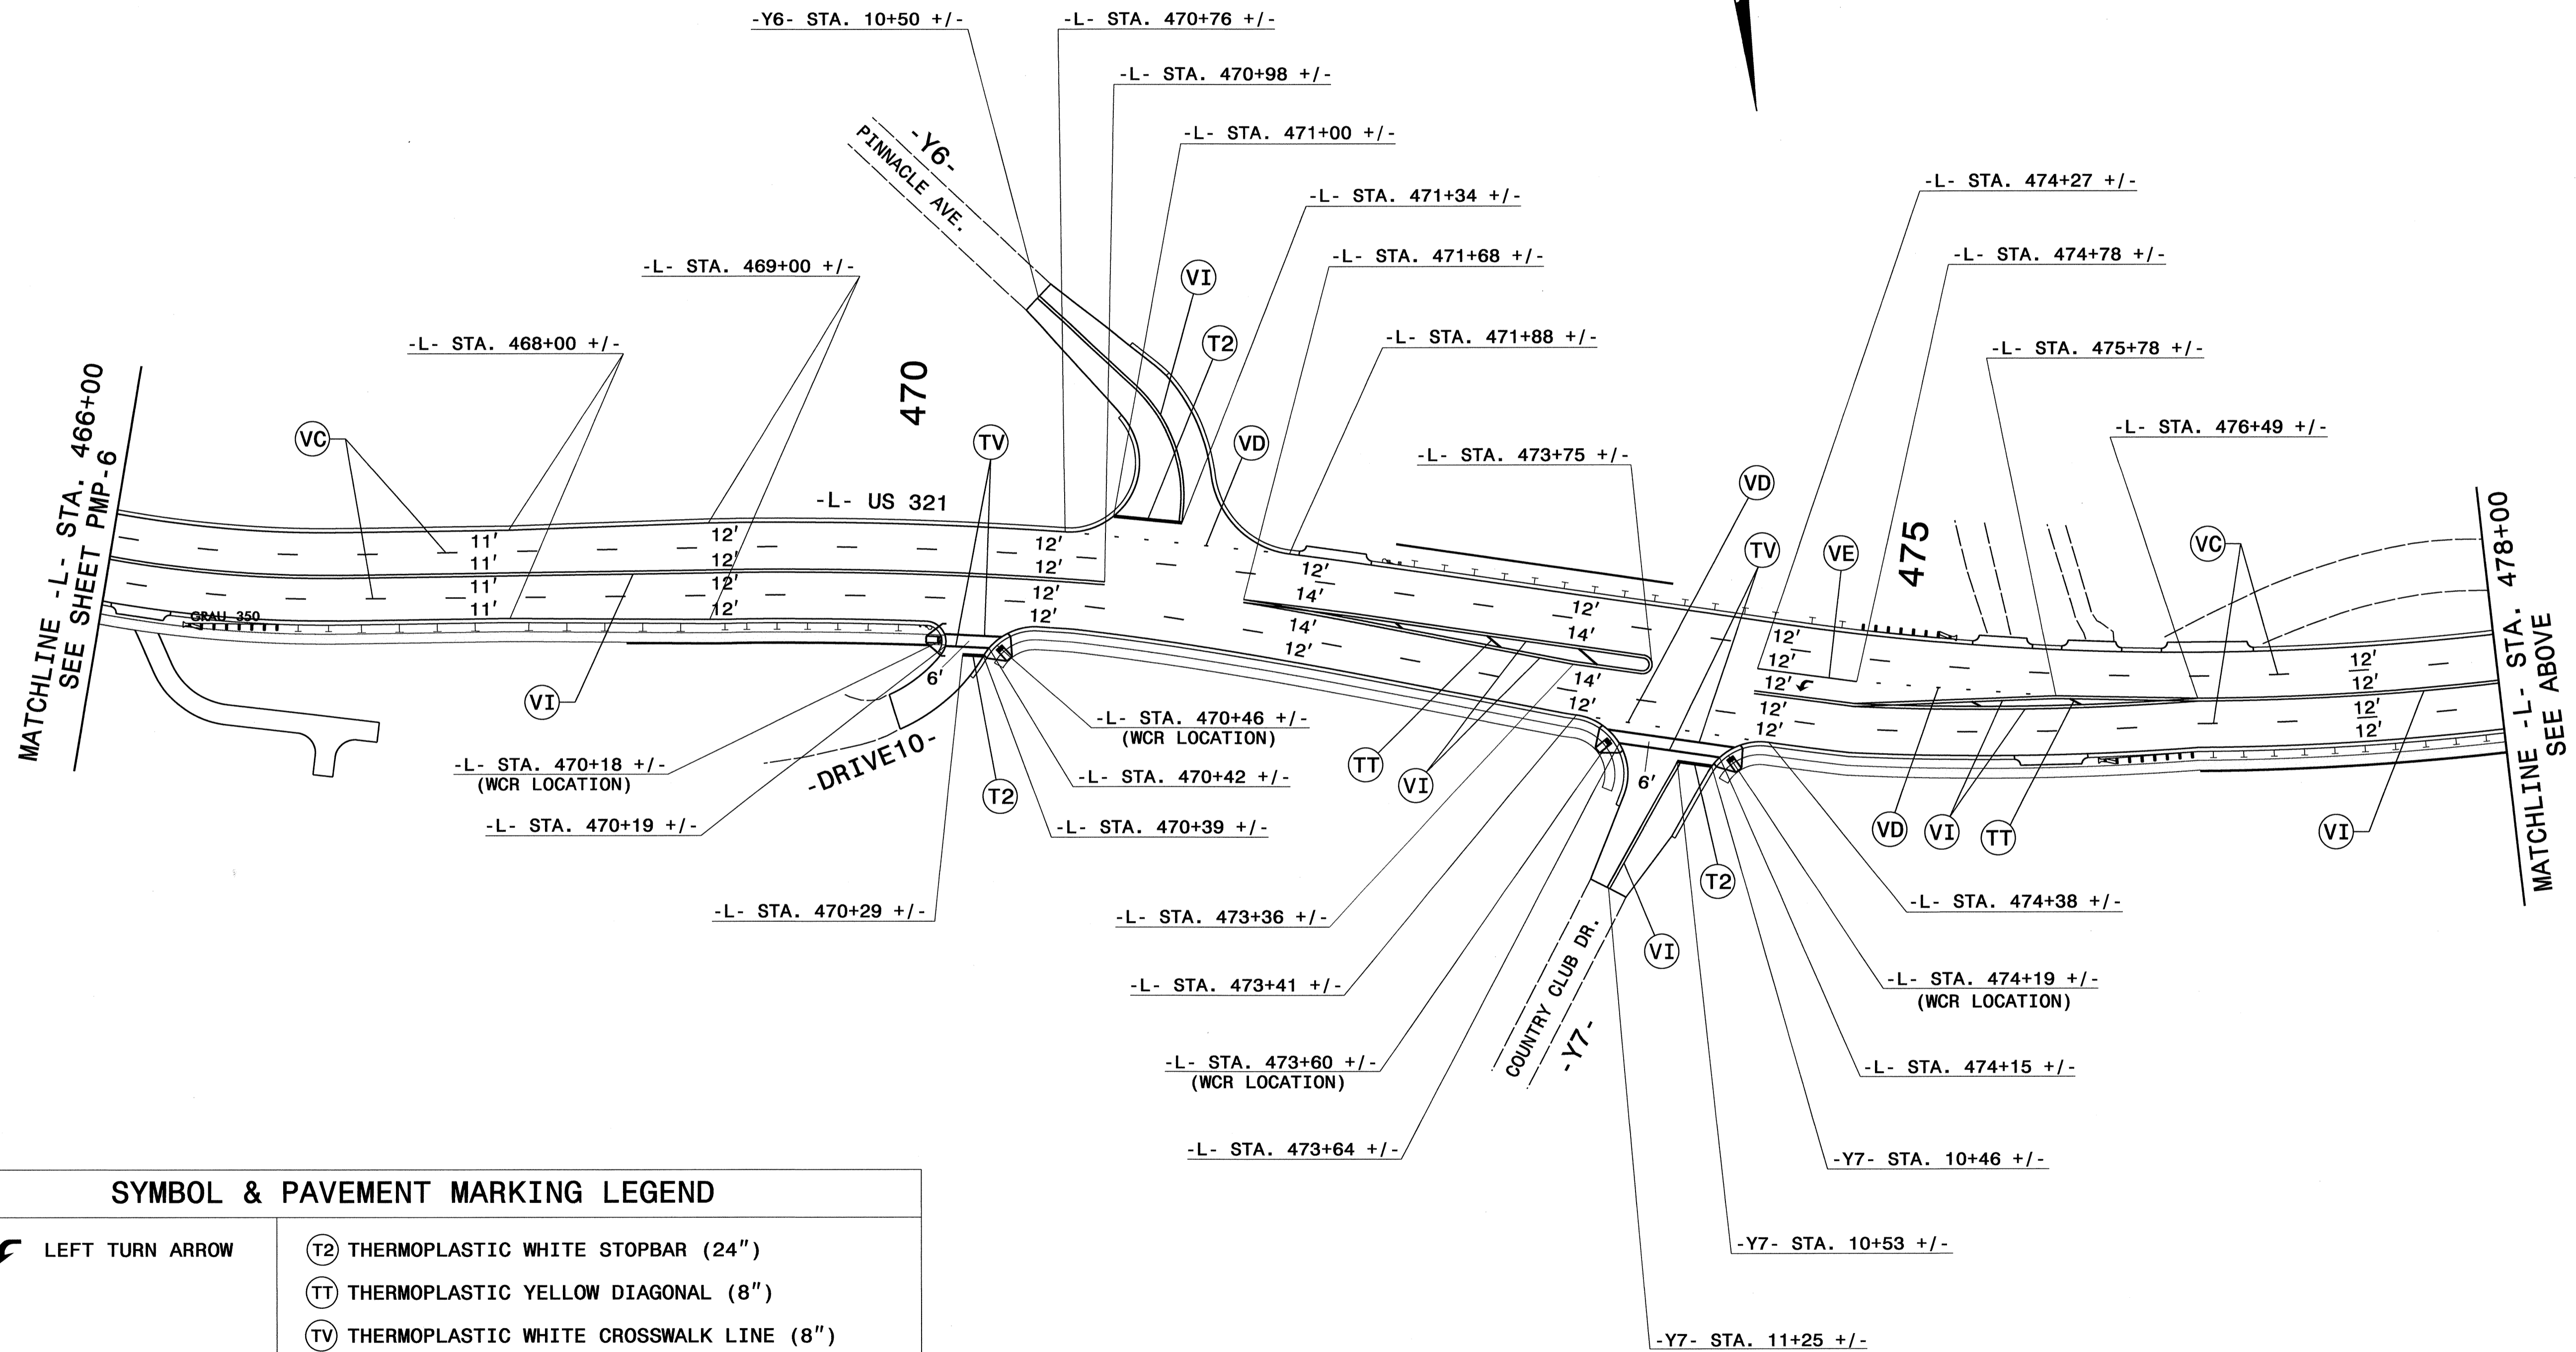 -Y6- STA. 10+50 +/-
-L- STA. 470+76 +/-
-L- STA. 470+98 +/-
-L- STA. 471+00 +/-
-L- STA. 471+34 +/-
-L- STA. 471+68 +/-
-L- STA. 471+88 +/-
-L- STA. 474+27 +/-
-L- STA. 474+78 +/-
-L- STA. 475+78 +/-
-L- STA. 476+49 +/-
-L- STA. 473+75 +/-
-L- STA. 469+00 +/-
-L- STA. 468+00 +/-
-Y6-
PINNACLE AVE.
VI
T2
VD
TV
470
VC
-L- US 321
MATCHLINE -L- STA. 466+00
SEE SHEET PMP-6
11'
11'
11'
11'
12'
12'
12'
12'
12'
12'
12'
12'
GRAU 350
VI
6'
12'
14'
14'
12'
12'
14'
14'
12'
VD
TV
VE
475
VC
12'
12'
12'
12'
12'
12'
12'
12'
12'
MATCHLINE -L- STA. 478+00
SEE ABOVE
-L- STA. 470+18 +/-
(WCR LOCATION)
-L- STA. 470+19 +/-
-DRIVE10-
-L- STA. 470+29 +/-
T2
-L- STA. 470+46 +/-
(WCR LOCATION)
-L- STA. 470+42 +/-
-L- STA. 470+39 +/-
TT
VI
6'
VD
VI
TT
VI
T2
VI
-L- STA. 473+36 +/-
-L- STA. 473+41 +/-
-L- STA. 473+60 +/-
(WCR LOCATION)
-L- STA. 473+64 +/-
COUNTRY CLUB DR.
-Y7-
-L- STA. 474+38 +/-
-L- STA. 474+19 +/-
(WCR LOCATION)
-L- STA. 474+15 +/-
-Y7- STA. 10+46 +/-
-Y7- STA. 10+53 +/-
-Y7- STA. 11+25 +/-
SYMBOL & PAVEMENT MARKING LEGEND
LEFT TURN ARROW
T2 THERMOPLASTIC WHITE STOPBAR (24")
TT THERMOPLASTIC YELLOW DIAGONAL (8")
TV THERMOPLASTIC WHITE CROSSWALK LINE (8")